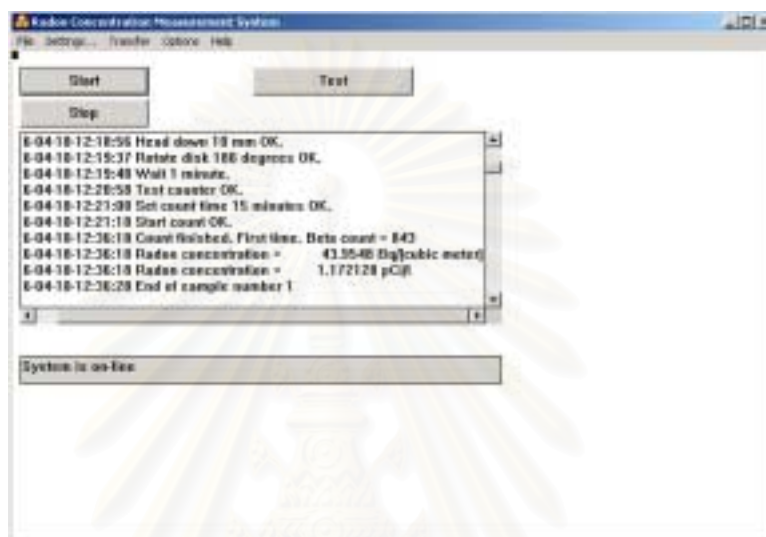 Radon Concentration Measurement System
File Settings... Transfer Options Help
Start
Test
Stop
6-04-18-12:18:56 Head down 10 mm OK.
6-04-18-12:19:37 Rotate disk 180 degrees OK.
6-04-18-12:19:48 Wait 1 minute.
6-04-18-12:20:58 Test counter OK.
6-04-18-12:21:08 Set count time 15 minutes OK.
6-04-18-12:21:18 Start count OK.
6-04-18-12:36:18 Count finished. First time. Beta count = 843
6-04-18-12:36:18 Radon concentration = Bq/[cubic meter]
6-04-18-12:36:18 Radon concentration = 1.172128 pCi/l
6-04-18-12:36:28 End of sample number 1
System is on-line